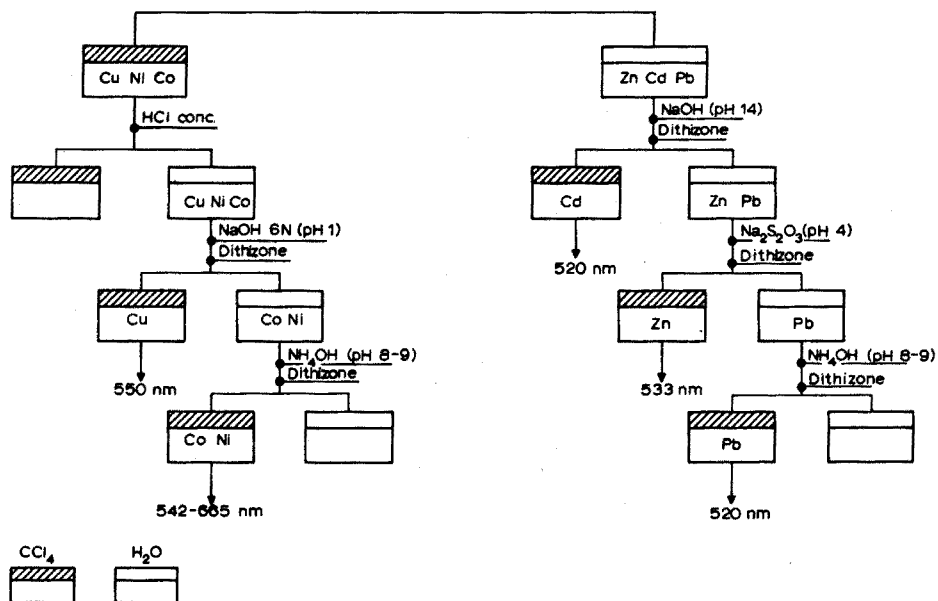 Cu Ni Co
Zn Cd Pb
HCl conc.
NaOH (pH 14)
Dithizone
Cu Ni Co
Cd
Zn Pb
NaOH 6N (pH 1)
Dithizone
520 nm
Na₂S₂O₃(pH 4)
Dithizone
Cu
Co Ni
Zn
Pb
550 nm
NH₄OH (pH 8-9)
Dithizone
533 nm
NH₄OH (pH 8-9)
Dithizone
Co Ni
Pb
542-665 nm
520 nm
CCl₄
H₂O